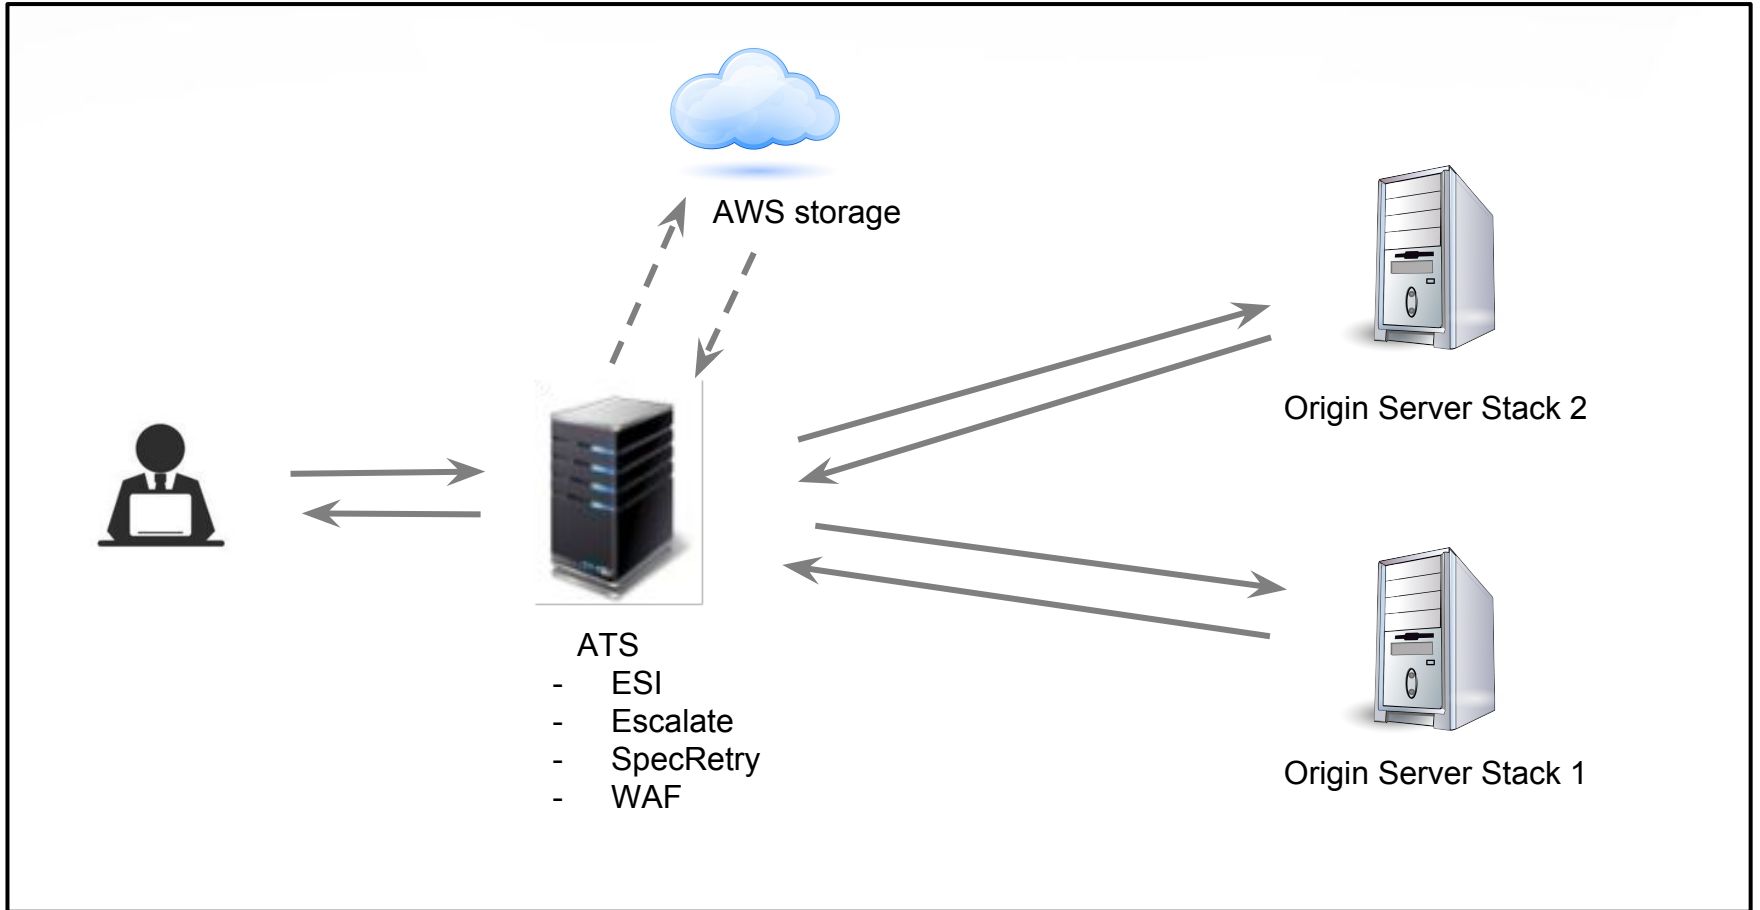 AWS storage
Origin Server Stack 2
ATS
- ESI
- Escalate
- SpecRetry
- WAF
Origin Server Stack 1